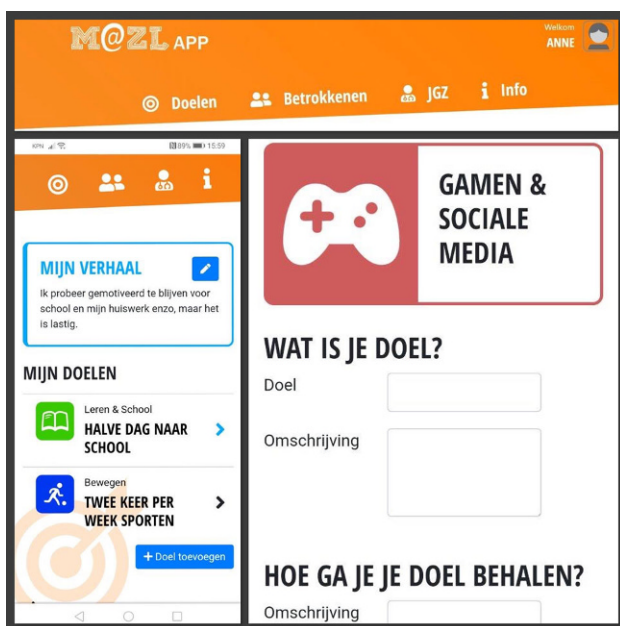 M@ZL APP
Welkom
ANNE
Doelen
Betrokkenen
JGZ
Info
KPN
89%
15:59
MIJN VERHAAL
Ik probeer gemotiveerd te blijven voor
school en mijn huiswerk enzo, maar het
is lastig.
MIJN DOELEN
Leren & School
HALVE DAG NAAR
SCHOOL
Bewegen
TWEE KEER PER
WEEK SPORTEN
+ Doel toevoegen
GAMEN &
SOCIALE
MEDIA
WAT IS JE DOEL?
Doel
Omschrijving
HOE GA JE JE DOEL BEHALEN?
Omschrijving